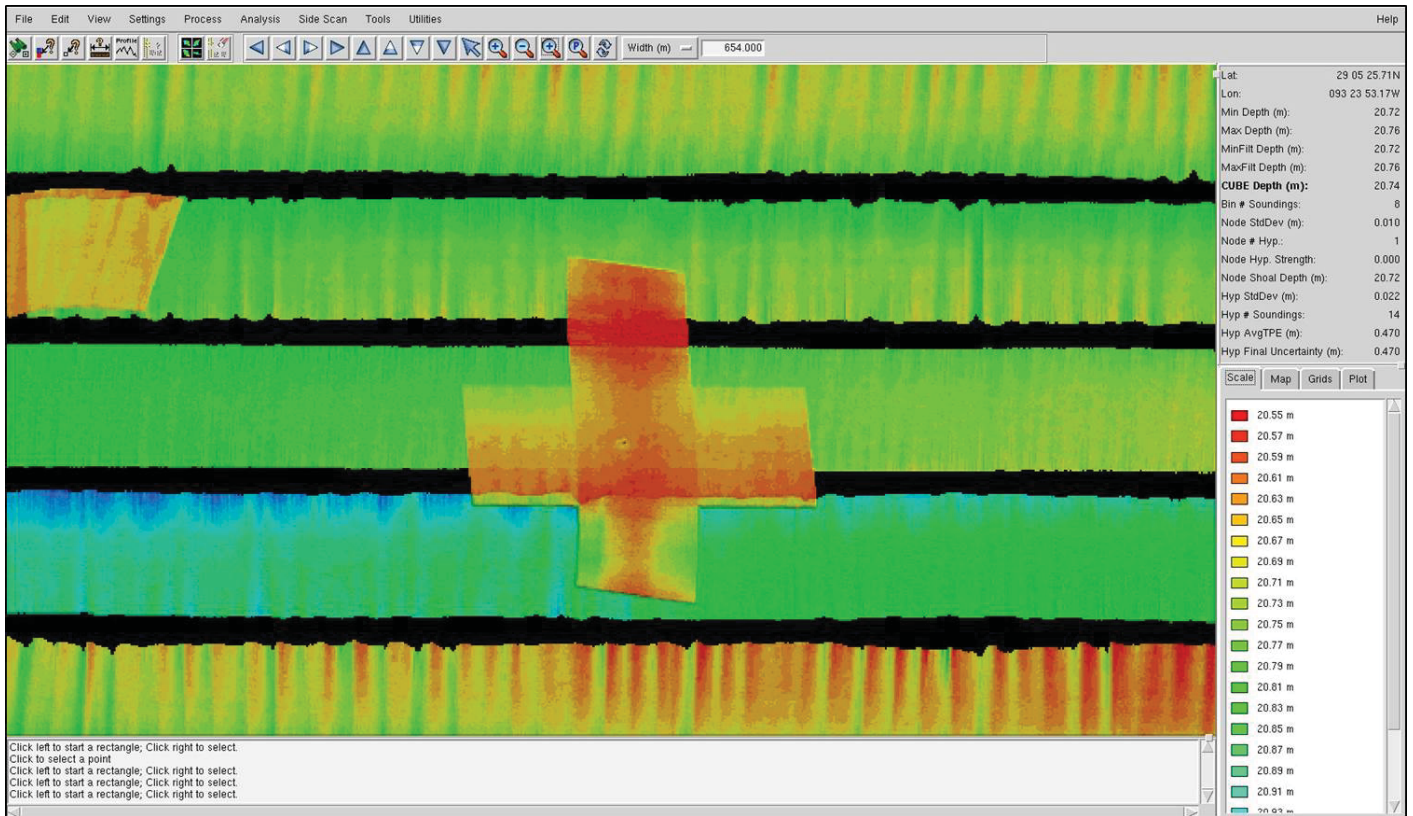 File Edit View Settings Process Analysis Side Scan Tools Utilities Help
Profile Width (m) 654.000
Lat: 29 05 25.71N
Lon: 093 23 53.17W
Min Depth (m): 20.72
Max Depth (m): 20.76
MinFilt Depth (m): 20.72
MaxFilt Depth (m): 20.76
CUBE Depth (m): 20.74
Bin # Soundings: 8
Node StdDev (m): 0.010
Node # Hyp.: 1
Node Hyp. Strength: 0.000
Node Shoal Depth (m): 20.72
Hyp StdDev (m): 0.022
Hyp # Soundings: 14
Hyp AvgTPE (m): 0.470
Hyp Final Uncertainty (m): 0.470
Scale Map Grids Plot
20.55 m
20.57 m
20.59 m
20.61 m
20.63 m
20.65 m
20.67 m
20.69 m
20.71 m
20.73 m
20.75 m
20.77 m
20.79 m
20.81 m
20.83 m
20.85 m
20.87 m
20.89 m
20.91 m
20.93 m
Click left to start a rectangle; Click right to select.
Click to select a point
Click left to start a rectangle; Click right to select.
Click left to start a rectangle; Click right to select.
Click left to start a rectangle; Click right to select.